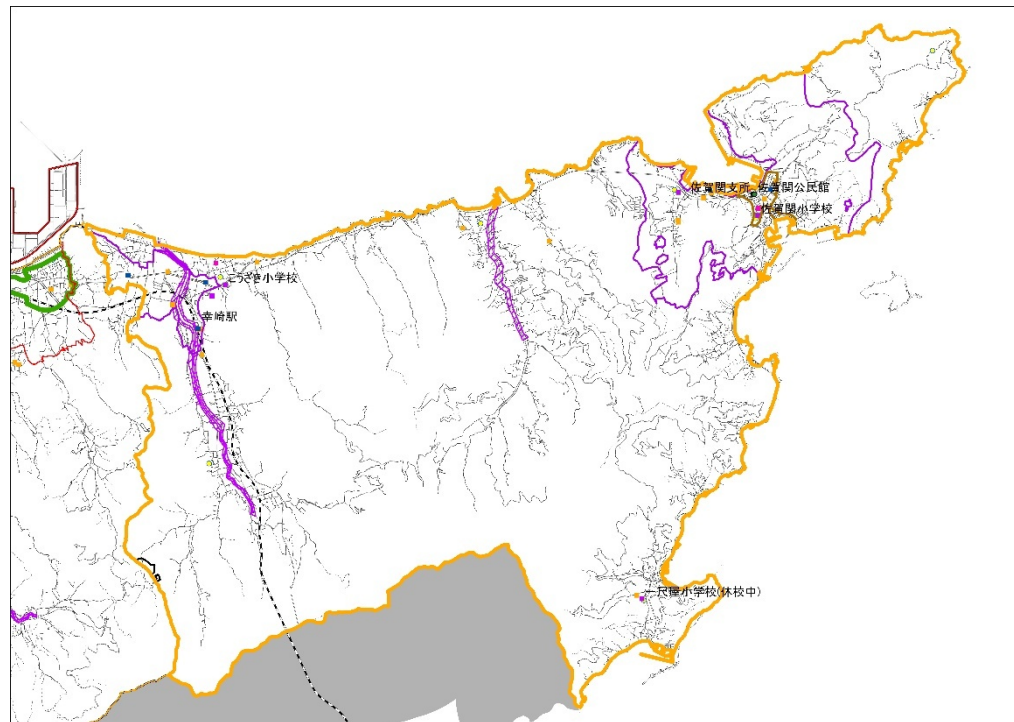 佐賀関支所
佐賀関公民館
佐賀関小学校
こうざき小学校
幸崎駅
一尺屋小学校(休校中)